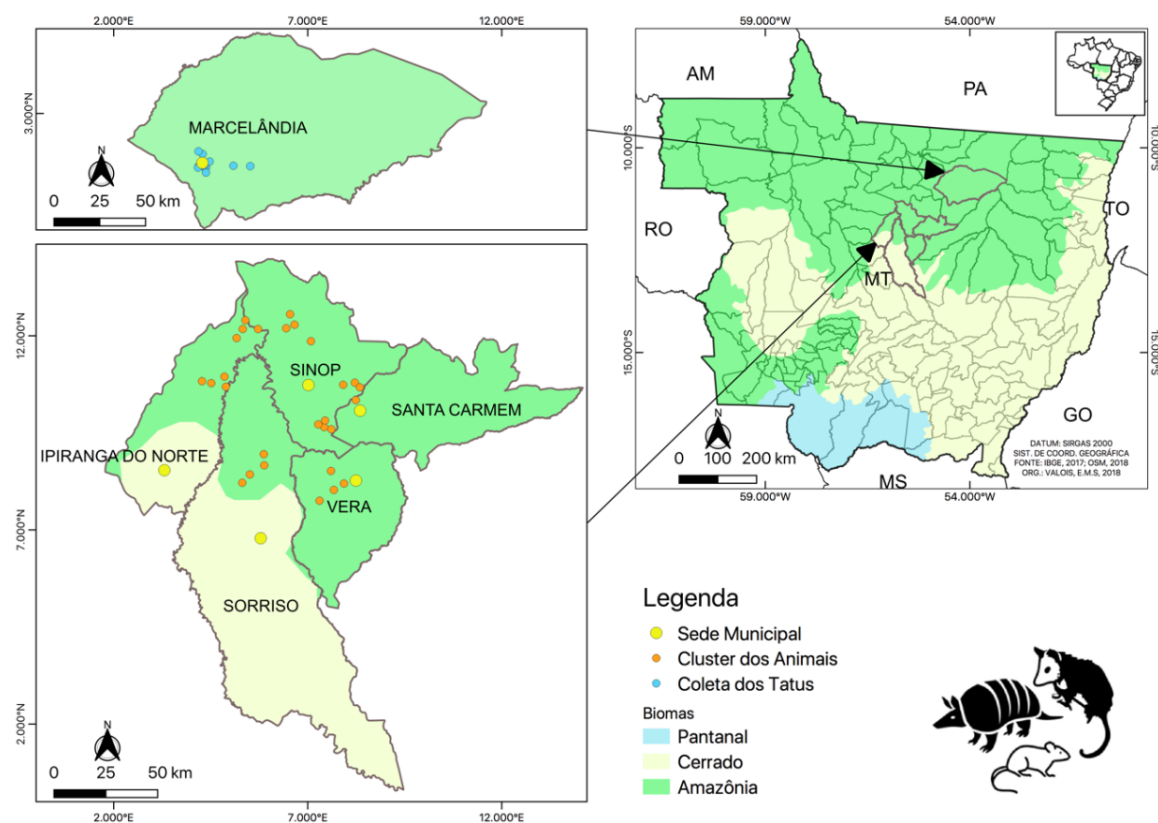 2.000°E 7.000°E 12.000°E
3.000°N
MARCELÂNDIA
N
0 25 50 km
12.000°N
7.000°N
2.000°N
SINOP
SANTA CARMEM
IPIRANGA DO NORTE
VERA
SORRISO
N
0 25 50 km
2.000°E 7.000°E 12.000°E
59.000°W 54.000°W
AM
PA
10.000°S
10.000°S
TO
RO
MT
15.000°S
15.000°S
GO
N
0 100 200 km
MS
DATUM: SIRGAS 2000
SIST. DE COORD. GEOGRÁFICA
FONTE: IBGE, 2017; OSM, 2018
ORG.: VALOIS, E.M.S, 2018
59.000°W 54.000°W
Legenda
Sede Municipal
Cluster dos Animais
Coleta dos Tatus
Biomas
Pantanal
Cerrado
Amazônia